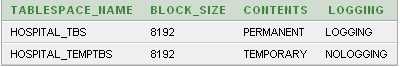 TABLESPACE_NAME BLOCK_SIZE CONTENTS LOGGING
HOSPITAL_TBS 8192 PERMANENT LOGGING
HOSPITAL_TEMPTBS 8192 TEMPORARY NOLOGGING